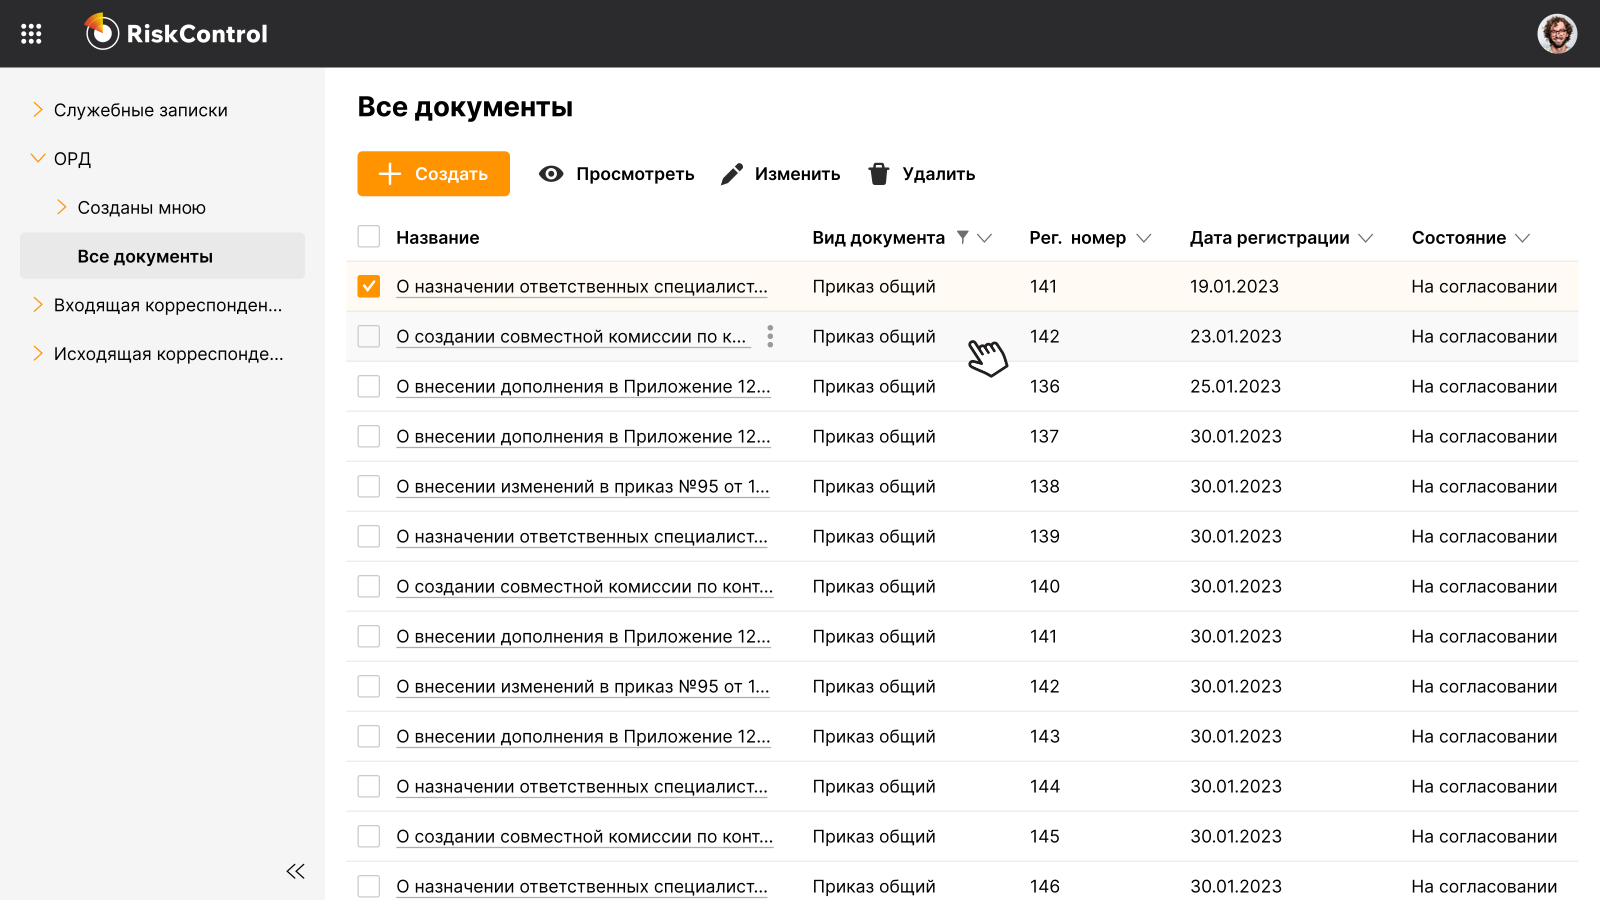 RiskControl
Служебные записки
ОРД
Созданы мною
Все документы
Входящая корреспонден...
Исходящая корреспонде...
Все документы
Создать Просмотреть Изменить Удалить
Название Вид документа Рег. номер Дата регистрации Состояние
О назначении ответственных специалист... Приказ общий 141 19.01.2023 На согласовании
О создании совместной комиссии по к... Приказ общий 142 23.01.2023 На согласовании
О внесении дополнения в Приложение 12... Приказ общий 136 25.01.2023 На согласовании
О внесении дополнения в Приложение 12... Приказ общий 137 30.01.2023 На согласовании
О внесении изменений в приказ №95 от 1... Приказ общий 138 30.01.2023 На согласовании
О назначении ответственных специалист... Приказ общий 139 30.01.2023 На согласовании
О создании совместной комиссии по конт... Приказ общий 140 30.01.2023 На согласовании
О внесении дополнения в Приложение 12... Приказ общий 141 30.01.2023 На согласовании
О внесении изменений в приказ №95 от 1... Приказ общий 142 30.01.2023 На согласовании
О внесении дополнения в Приложение 12... Приказ общий 143 30.01.2023 На согласовании
О назначении ответственных специалист... Приказ общий 144 30.01.2023 На согласовании
О создании совместной комиссии по конт... Приказ общий 145 30.01.2023 На согласовании
О назначении ответственных специалист... Приказ общий 146 30.01.2023 На согласовании